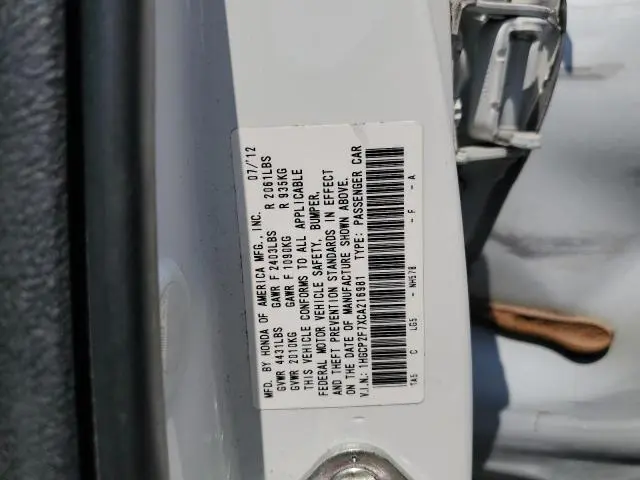 MFD. BY HONDA OF AMERICA MFG., INC. 07/12
GVWR 4431LBS GAWR F 2403LBS R 2061LBS
GVWR 2010KG GAWR F 1090KG R 935KG
THIS VEHICLE CONFORMS TO ALL APPLICABLE
FEDERAL MOTOR VEHICLE SAFETY, BUMPER,
AND THEFT PREVENTION STANDARDS IN EFFECT
ON THE DATE OF MANUFACTURE SHOWN ABOVE.
V.I.N.: 1HGCP2F7XCA216981 TYPE: PASSENGER CAR
TA5 C LG5 - NH578 - F - A